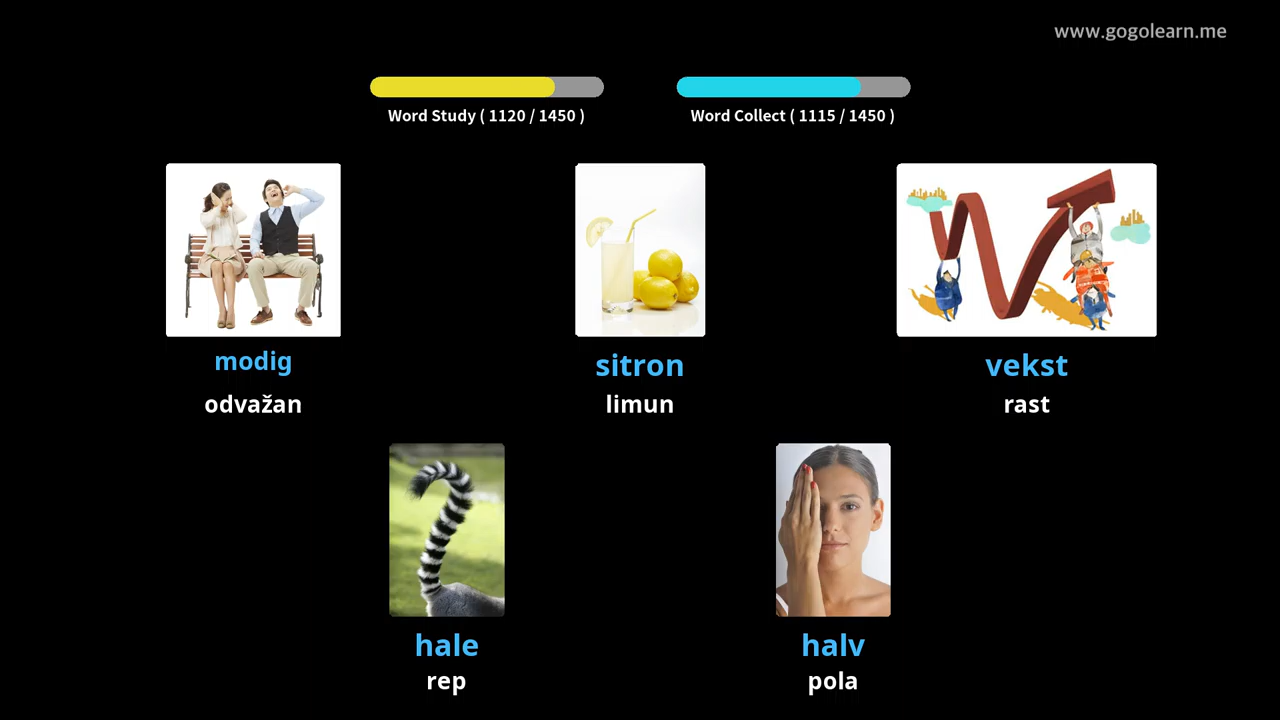 www.gogolearn.me
Word Study ( 1120 / 1450 )
Word Collect ( 1115 / 1450 )
modig
odvažan
sitron
limun
vekst
rast
hale
rep
halv
pola